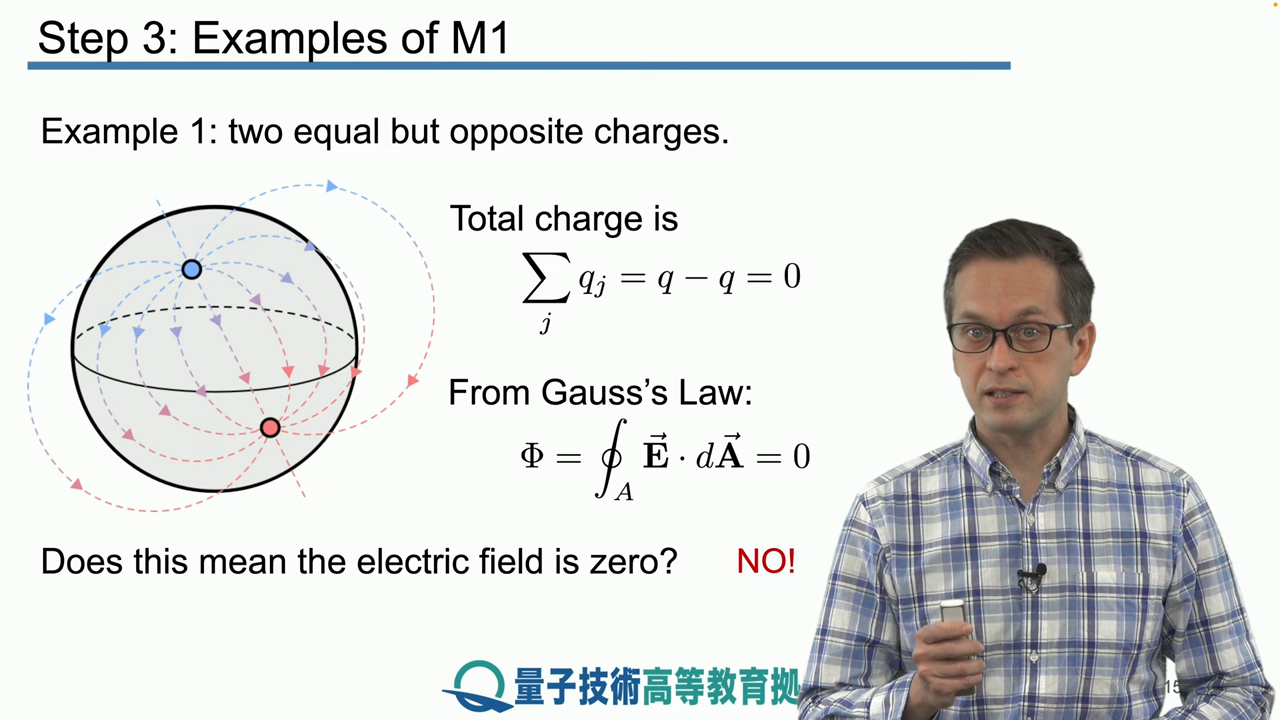 Step 3: Examples of M1
Example 1: two equal but opposite charges.
Total charge is
∑_j q_j = q − q = 0
From Gauss's Law:
Φ = ∮_A E⃗ · dA⃗ = 0
Does this mean the electric field is zero? NO!
量子技術高等教育拠
15